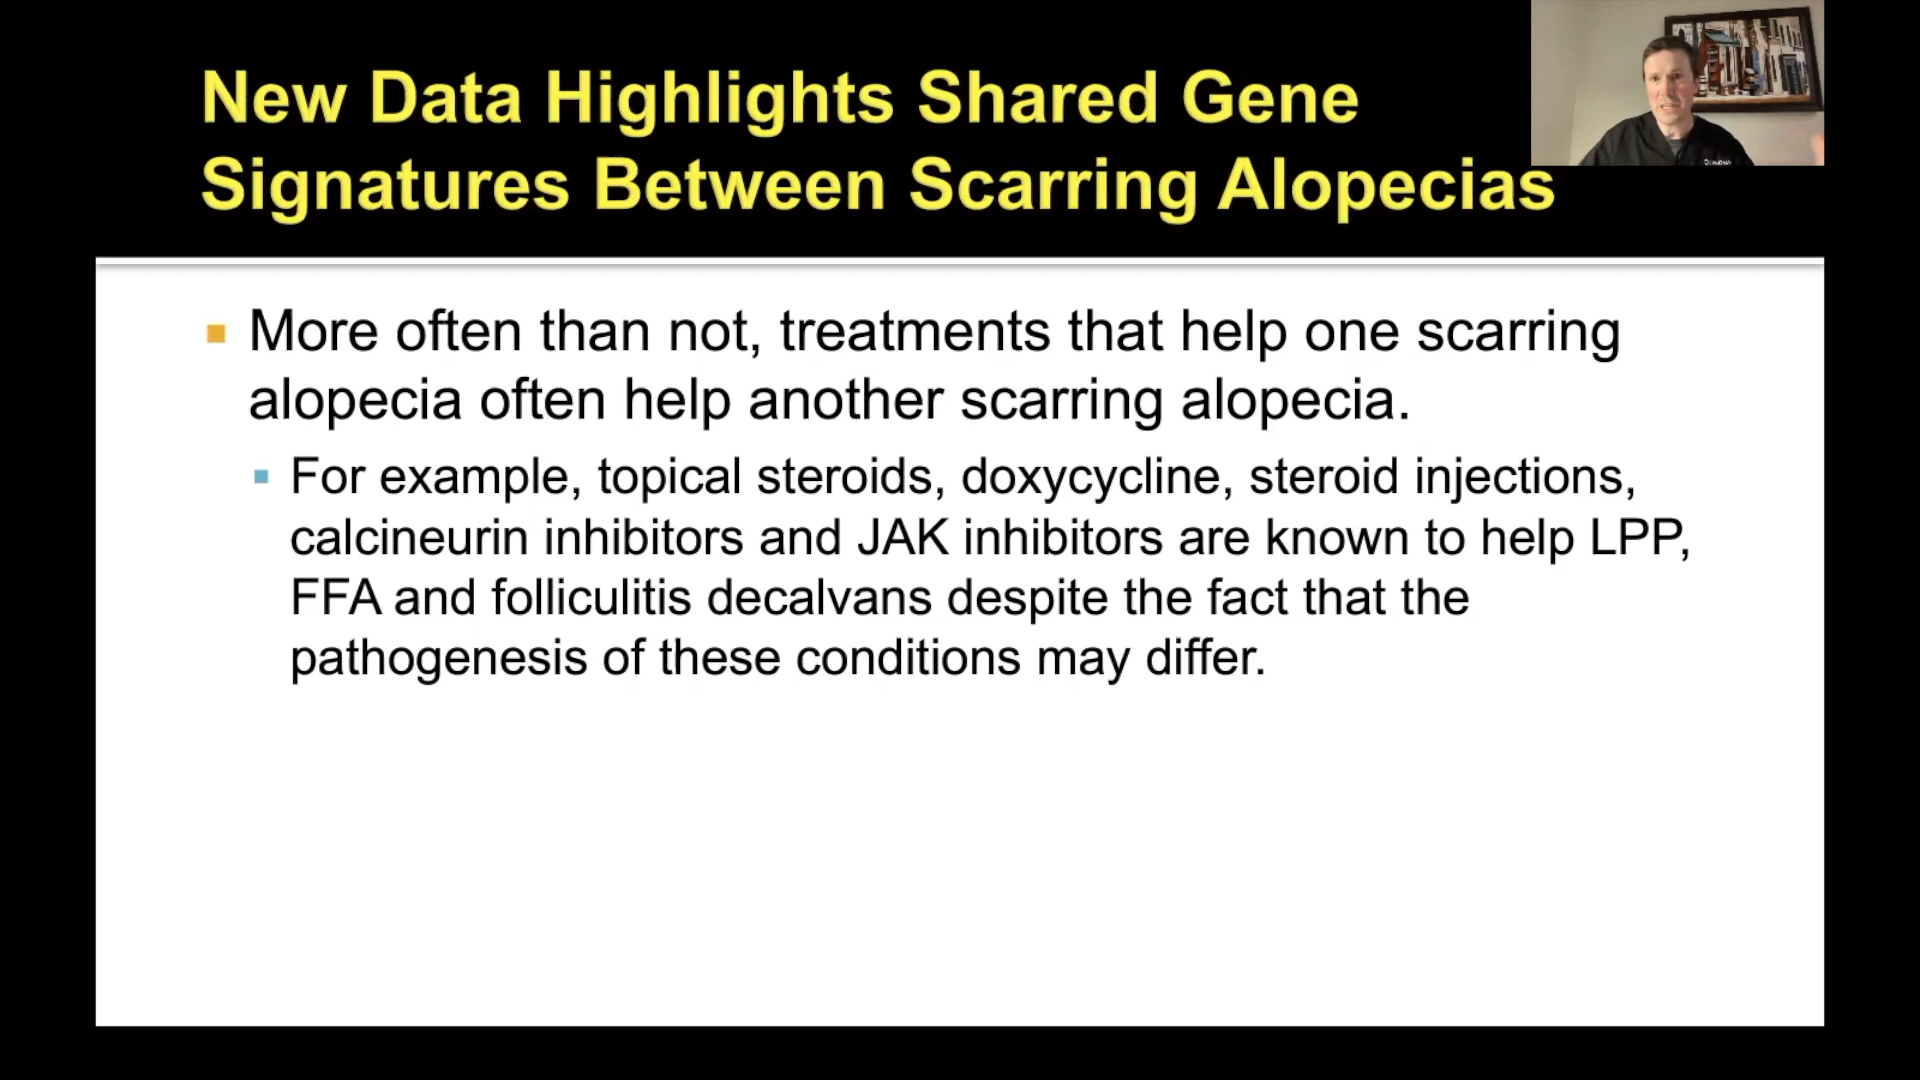 New Data Highlights Shared Gene
Signatures Between Scarring Alopecias
More often than not, treatments that help one scarring
alopecia often help another scarring alopecia.
For example, topical steroids, doxycycline, steroid injections,
calcineurin inhibitors and JAK inhibitors are known to help LPP,
FFA and folliculitis decalvans despite the fact that the
pathogenesis of these conditions may differ.